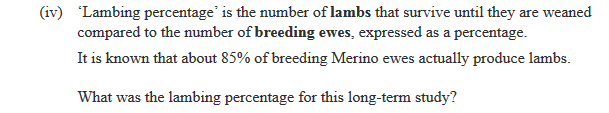 (iv) ‘Lambing percentage’ is the number of lambs that survive until they are weaned
compared to the number of breeding ewes, expressed as a percentage.
It is known that about 85% of breeding Merino ewes actually produce lambs.
What was the lambing percentage for this long-term study?